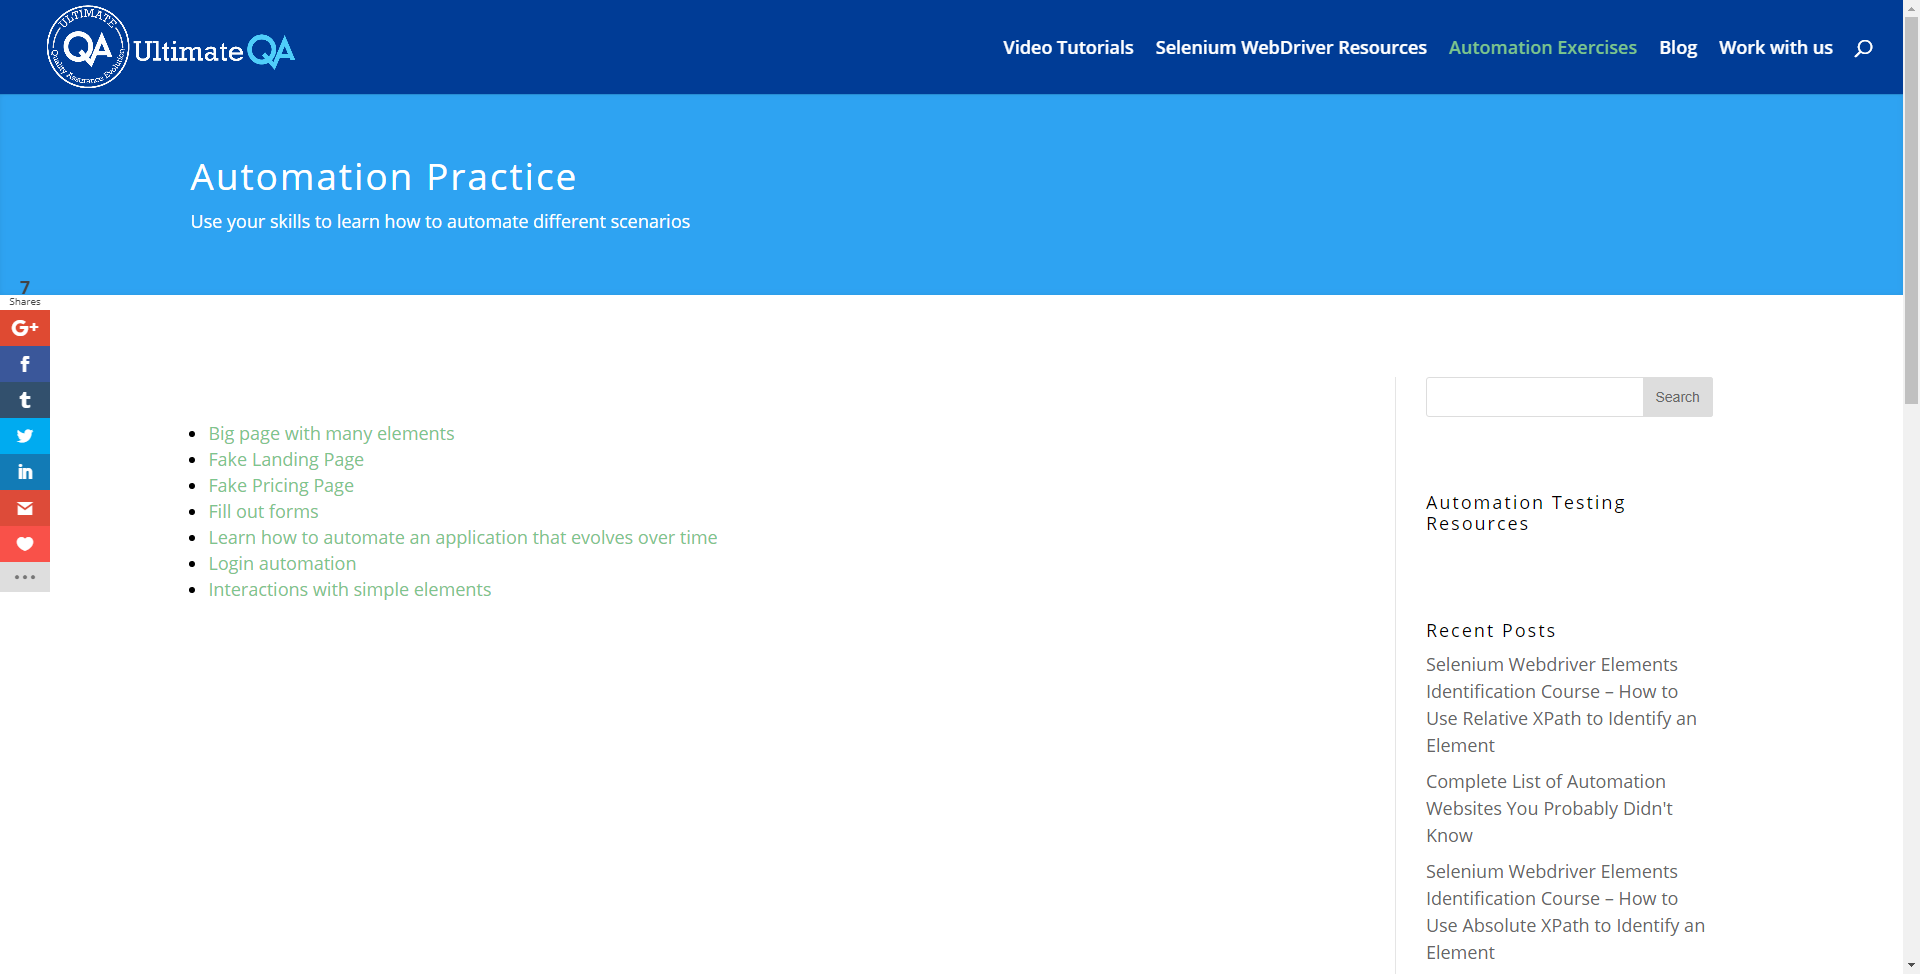 ULTIMATE
QA
Quality Assurance Evolution
Ultimate QA
Video Tutorials
Selenium WebDriver Resources
Automation Exercises
Blog
Work with us
Automation Practice
Use your skills to learn how to automate different scenarios
7
Shares
G+
f
t
in
Big page with many elements
Fake Landing Page
Fake Pricing Page
Fill out forms
Learn how to automate an application that evolves over time
Login automation
Interactions with simple elements
Search
Automation Testing
Resources
Recent Posts
Selenium Webdriver Elements
Identification Course – How to
Use Relative XPath to Identify an
Element
Complete List of Automation
Websites You Probably Didn't
Know
Selenium Webdriver Elements
Identification Course – How to
Use Absolute XPath to Identify an
Element